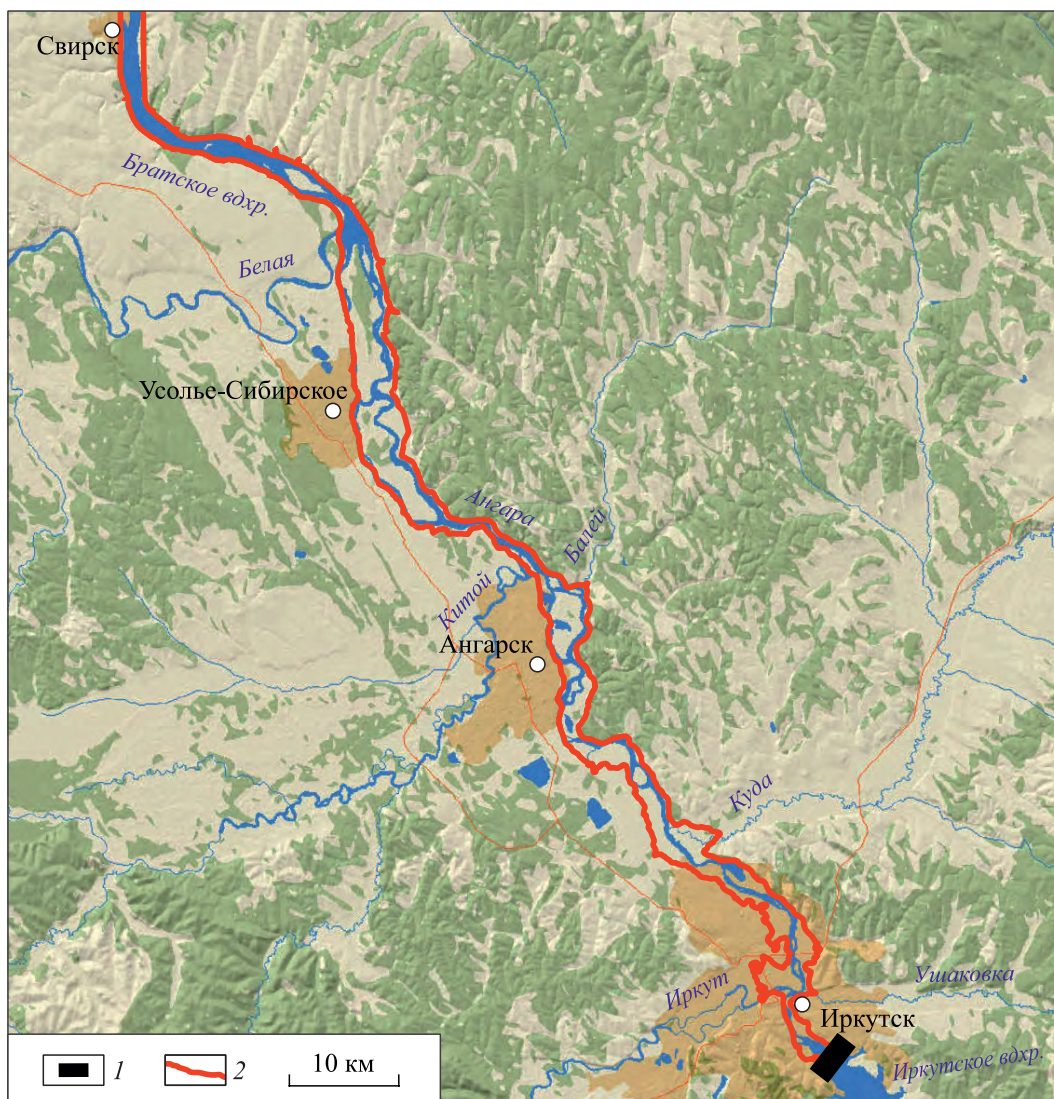 Свирск
Братское вдхр.
Белая
Усолье-Сибирское
Ангара
Балей
Китой
Ангарск
Куда
Иркут
Ушаковка
Иркутск
Иркутское вдхр.
1
2
10 км